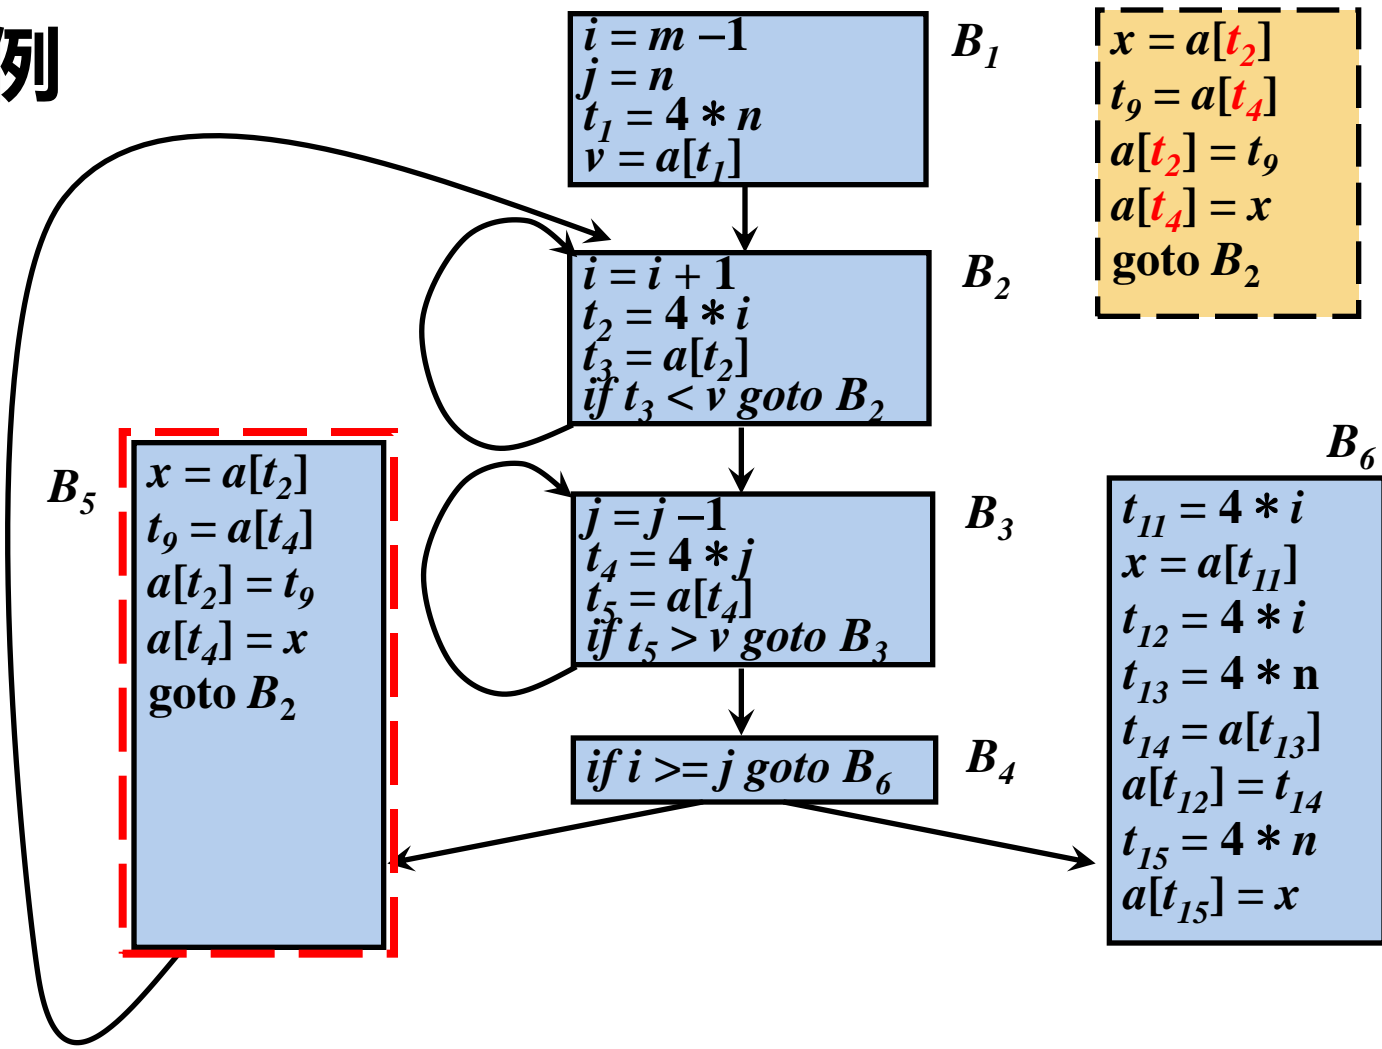 例
i = m −1
j = n
t₁ = 4 * n
v = a[t₁]
B₁
x = a[t₂]
t₉ = a[t₄]
a[t₂] = t₉
a[t₄] = x
goto B₂
i = i + 1
t₂ = 4 * i
t₃ = a[t₂]
if t₃ < v goto B₂
B₂
B₅
x = a[t₂]
t₉ = a[t₄]
a[t₂] = t₉
a[t₄] = x
goto B₂
j = j −1
t₄ = 4 * j
t₅ = a[t₄]
if t₅ > v goto B₃
B₃
if i >= j goto B₆
B₄
B₆
t₁₁ = 4 * i
x = a[t₁₁]
t₁₂ = 4 * i
t₁₃ = 4 * n
t₁₄ = a[t₁₃]
a[t₁₂] = t₁₄
t₁₅ = 4 * n
a[t₁₅] = x